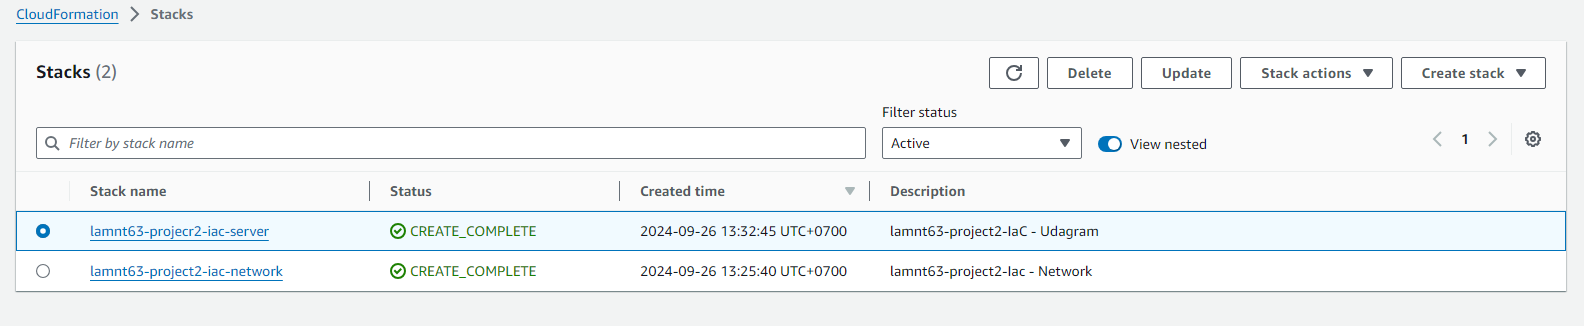 CloudFormation > Stacks
Stacks (2)
Delete
Update
Stack actions
Create stack
Filter status
Filter by stack name
Active
View nested
1
Stack name Status Created time Description
lamnt63-projecr2-iac-server CREATE_COMPLETE 2024-09-26 13:32:45 UTC+0700 lamnt63-project2-IaC - Udagram
lamnt63-project2-iac-network CREATE_COMPLETE 2024-09-26 13:25:40 UTC+0700 lamnt63-project2-Iac - Network